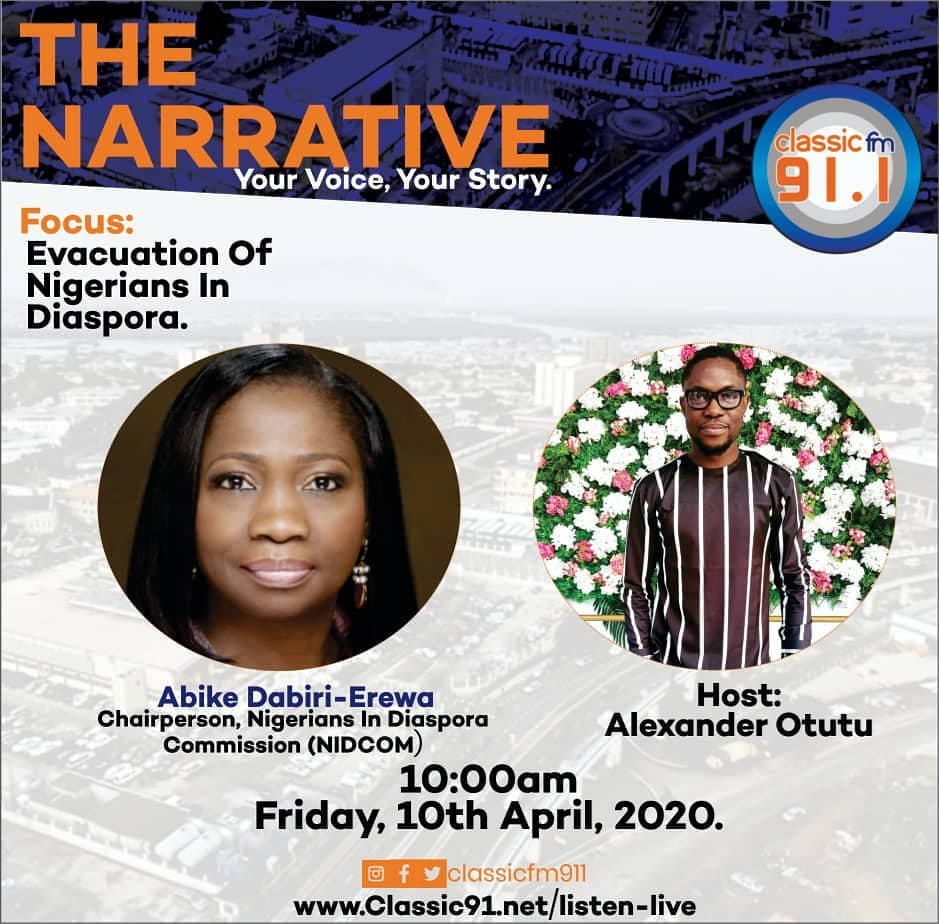 THE
NARRATIVE
Your Voice, Your Story.
classic fm
91.1
Focus:
Evacuation Of
Nigerians In
Diaspora.
Abike Dabiri-Erewa
Chairperson, Nigerians In Diaspora
Commission (NIDCOM)
Host:
Alexander Otutu
10:00am
Friday, 10th April, 2020.
classicfm911
www.Classic91.net/listen-live